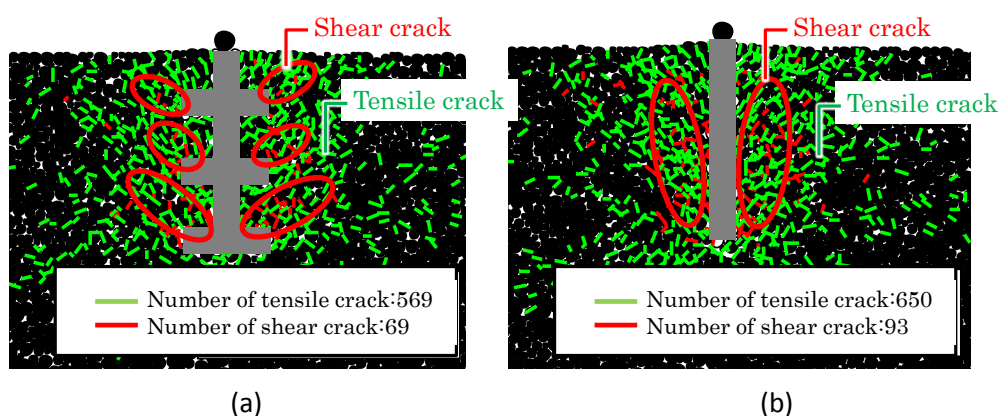 Shear crack
Tensile crack
Number of tensile crack:569
Number of shear crack:69
(a)
Shear crack
Tensile crack
Number of tensile crack:650
Number of shear crack:93
(b)